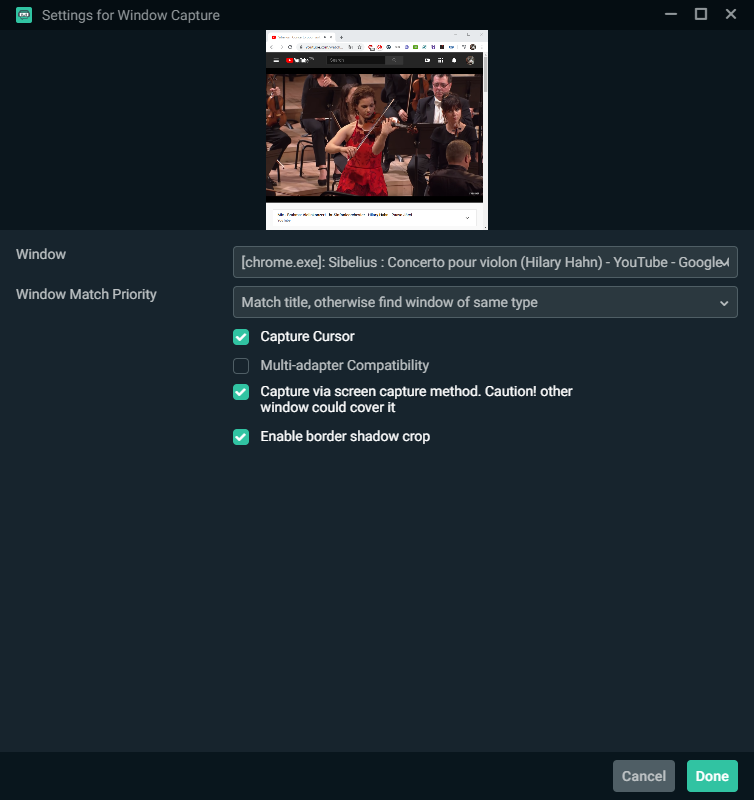 Settings for Window Capture
YouTube
Search
Window
[chrome.exe]: Sibelius : Concerto pour violon (Hilary Hahn) - YouTube - Google
Window Match Priority
Match title, otherwise find window of same type
Capture Cursor
Multi-adapter Compatibility
Capture via screen capture method. Caution! other
window could cover it
Enable border shadow crop
Cancel
Done